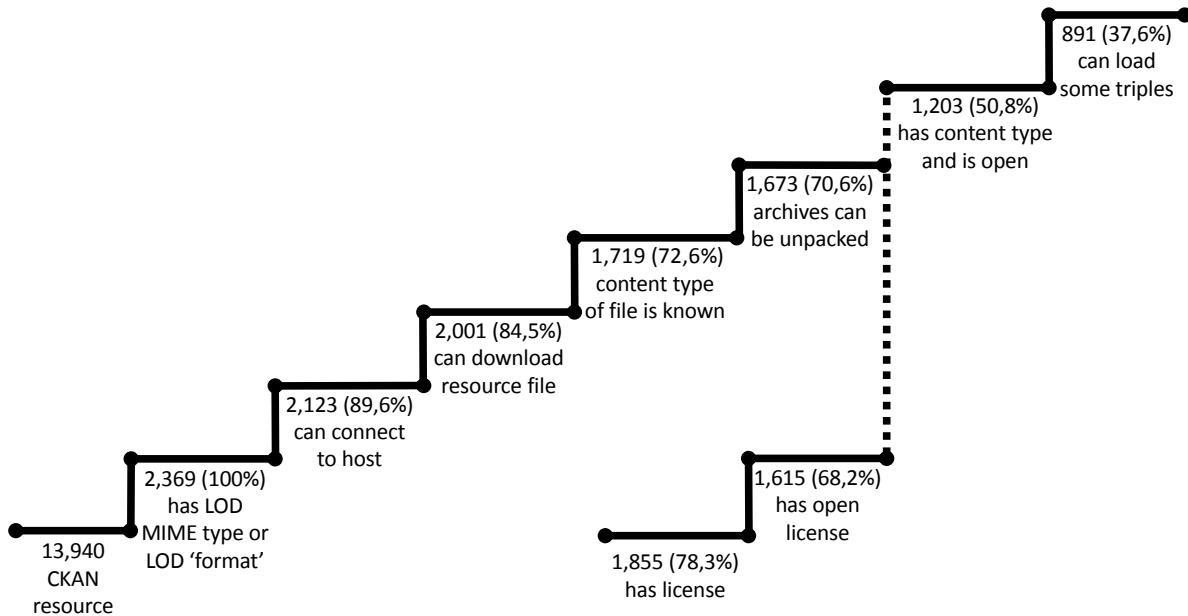 13,940
CKAN
resource
2,369 (100%)
has LOD
MIME type or
LOD ‘format’
2,123 (89,6%)
can connect
to host
2,001 (84,5%)
can download
resource file
1,719 (72,6%)
content type
of file is known
1,673 (70,6%)
archives can
be unpacked
1,855 (78,3%)
has license
1,615 (68,2%)
has open
license
1,203 (50,8%)
has content type
and is open
891 (37,6%)
can load
some triples